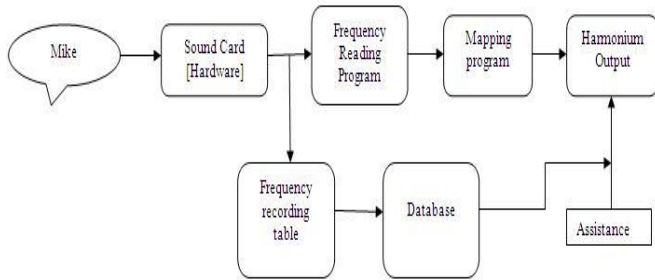 Mike
Sound Card
[Hardware]
Frequency
Reading
Program
Mapping
program
Harmonium
Output
Frequency
recording
table
Database
Assistance